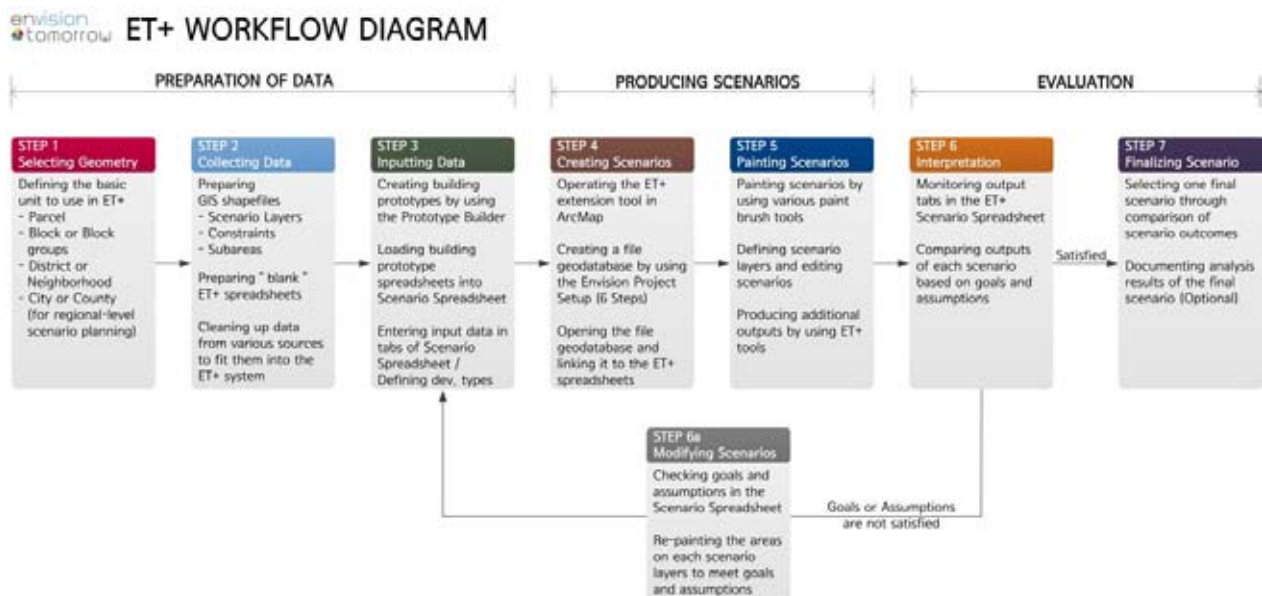 envision
tomorrow
ET+ WORKFLOW DIAGRAM
PREPARATION OF DATA
PRODUCING SCENARIOS
EVALUATION
STEP 1
Selecting Geometry
Defining the basic
unit to use in ET+
- Parcel
- Block or Block
groups
- District or
Neighborhood
- City or County
(for regional-level
scenario planning)
STEP 2
Collecting Data
Preparing
GIS shapefiles
- Scenario Layers
- Constraints
- Subareas
Preparing "blank"
ET+ spreadsheets
Cleaning up data
from various sources
to fit them into the
ET+ system
STEP 3
Inputting Data
Creating building
prototypes by using
the Prototype Builder
Loading building
prototype
spreadsheets into
Scenario Spreadsheet
Entering input data in
tabs of Scenario
Spreadsheet /
Defining dev. types
STEP 4
Creating Scenarios
Operating the ET+
extension tool in
ArcMap
Creating a file
geodatabase by using
the Envision Project
Setup (6 Steps)
Opening the file
geodatabase and
linking it to the ET+
spreadsheets
STEP 5
Painting Scenarios
Painting scenarios by
using various paint
brush tools
Defining scenario
layers and editing
scenarios
Producing additional
outputs by using ET+
tools
STEP 6
Interpretation
Monitoring output
tabs in the ET+
Scenario Spreadsheet
Comparing outputs
of each scenario
based on goals and
assumptions
Satisfied
STEP 7
Finalizing Scenario
Selecting one final
scenario through
comparison of
scenario outcomes
Documenting analysis
results of the final
scenario (Optional)
STEP 6a
Modifying Scenarios
Checking goals and
assumptions in the
Scenario Spreadsheet
Re-painting the areas
on each scenario
layers to meet goals
and assumptions
Goals or Assumptions
are not satisfied